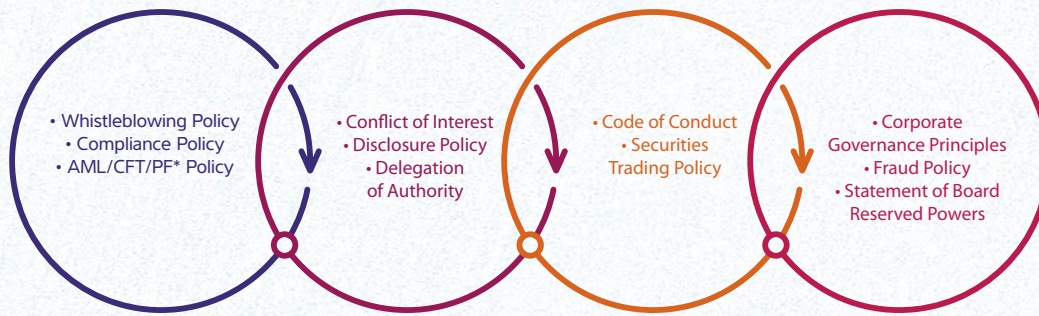 • Whistleblowing Policy
• Compliance Policy
• AML/CFT/PF* Policy
• Conflict of Interest
• Disclosure Policy
• Delegation
of Authority
• Code of Conduct
• Securities
Trading Policy
• Corporate
Governance Principles
• Fraud Policy
• Statement of Board
Reserved Powers